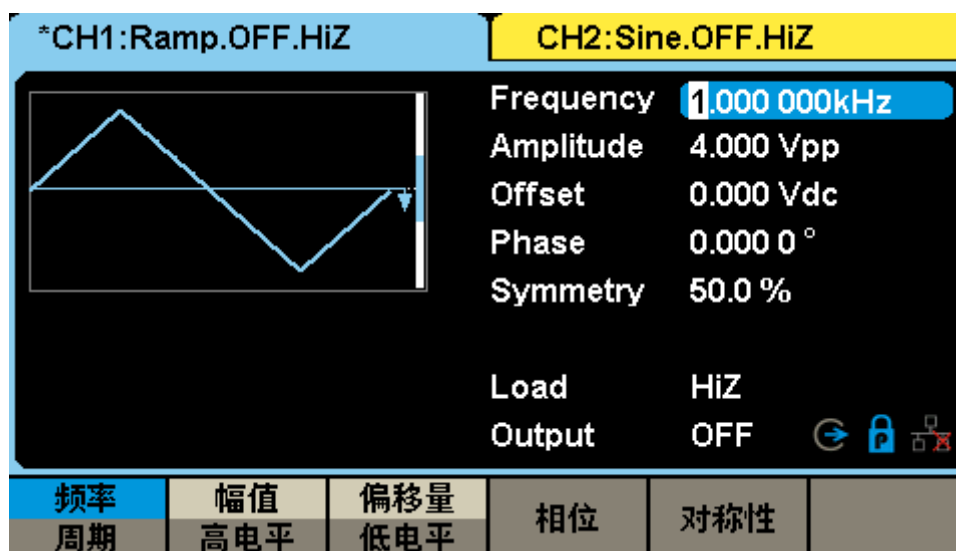 *CH1:Ramp.OFF.HiZ
CH2:Sine.OFF.HiZ
Frequency 1.000 000kHz
Amplitude 4.000 Vpp
Offset 0.000 Vdc
Phase 0.000 0 °
Symmetry 50.0 %
Load HiZ
Output OFF
频率 幅值 偏移量 相位 对称性
周期 高电平 低电平